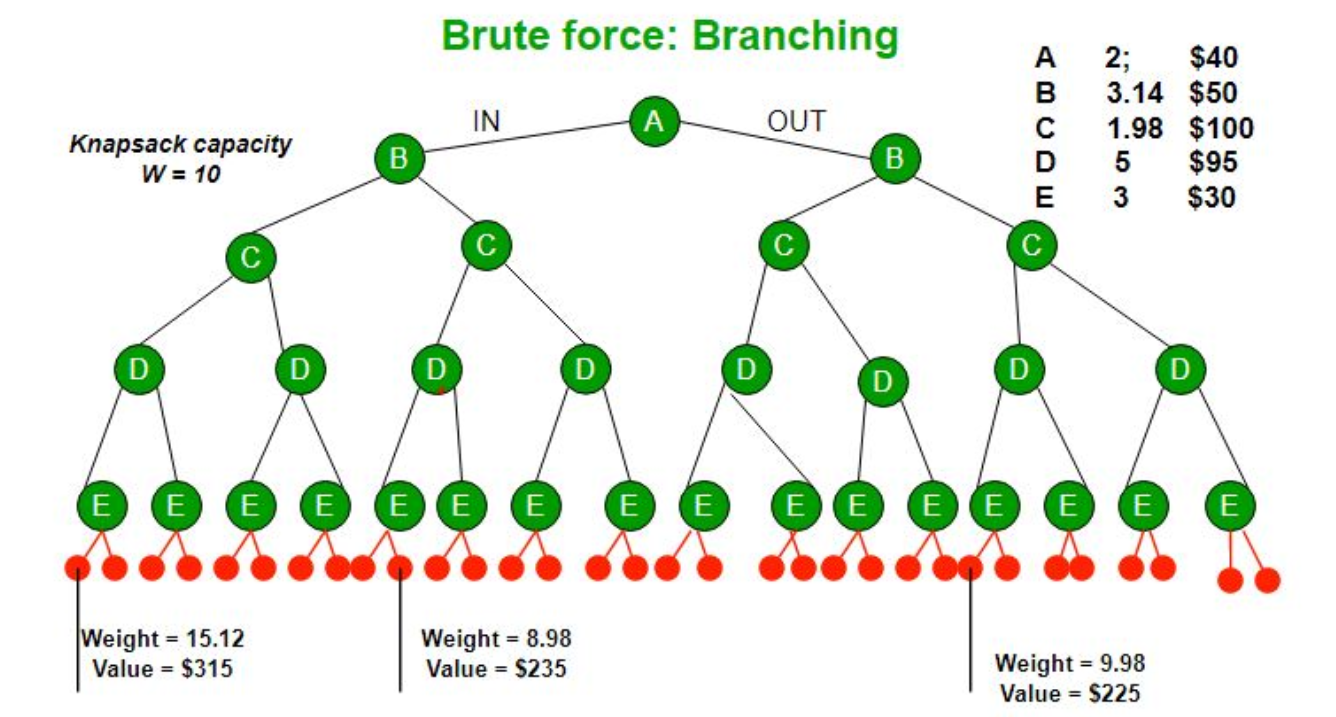 Brute force: Branching
A 2; $40
B 3.14 $50
C 1.98 $100
D 5 $95
E 3 $30
Knapsack capacity
W = 10
IN
OUT
A
B B
C C C C
D D D D D D D D
E E E E E E E E E E E E E E E E
Weight = 15.12
Value = $315
Weight = 8.98
Value = $235
Weight = 9.98
Value = $225